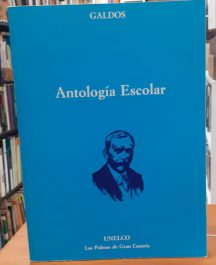 GALDOS
Antología Escolar
UNELCO
Las Palmas de Gran Canaria